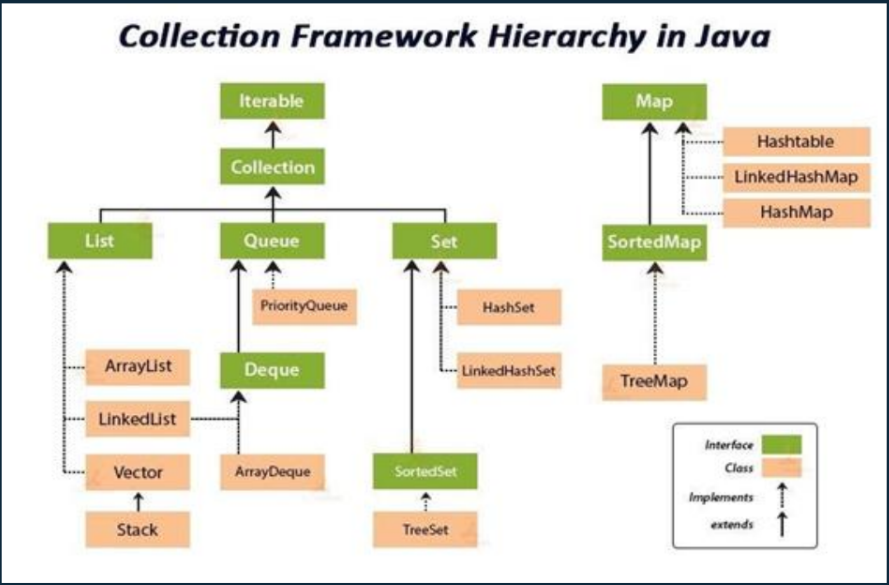 Collection Framework Hierarchy in Java
Iterable
Map
Hashtable
Collection
LinkedHashMap
HashMap
List
Queue
Set
SortedMap
PriorityQueue
HashSet
ArrayList
Deque
LinkedHashSet
TreeMap
LinkedList
Vector
ArrayDeque
SortedSet
Stack
TreeSet
Interface
Class
Implements
extends